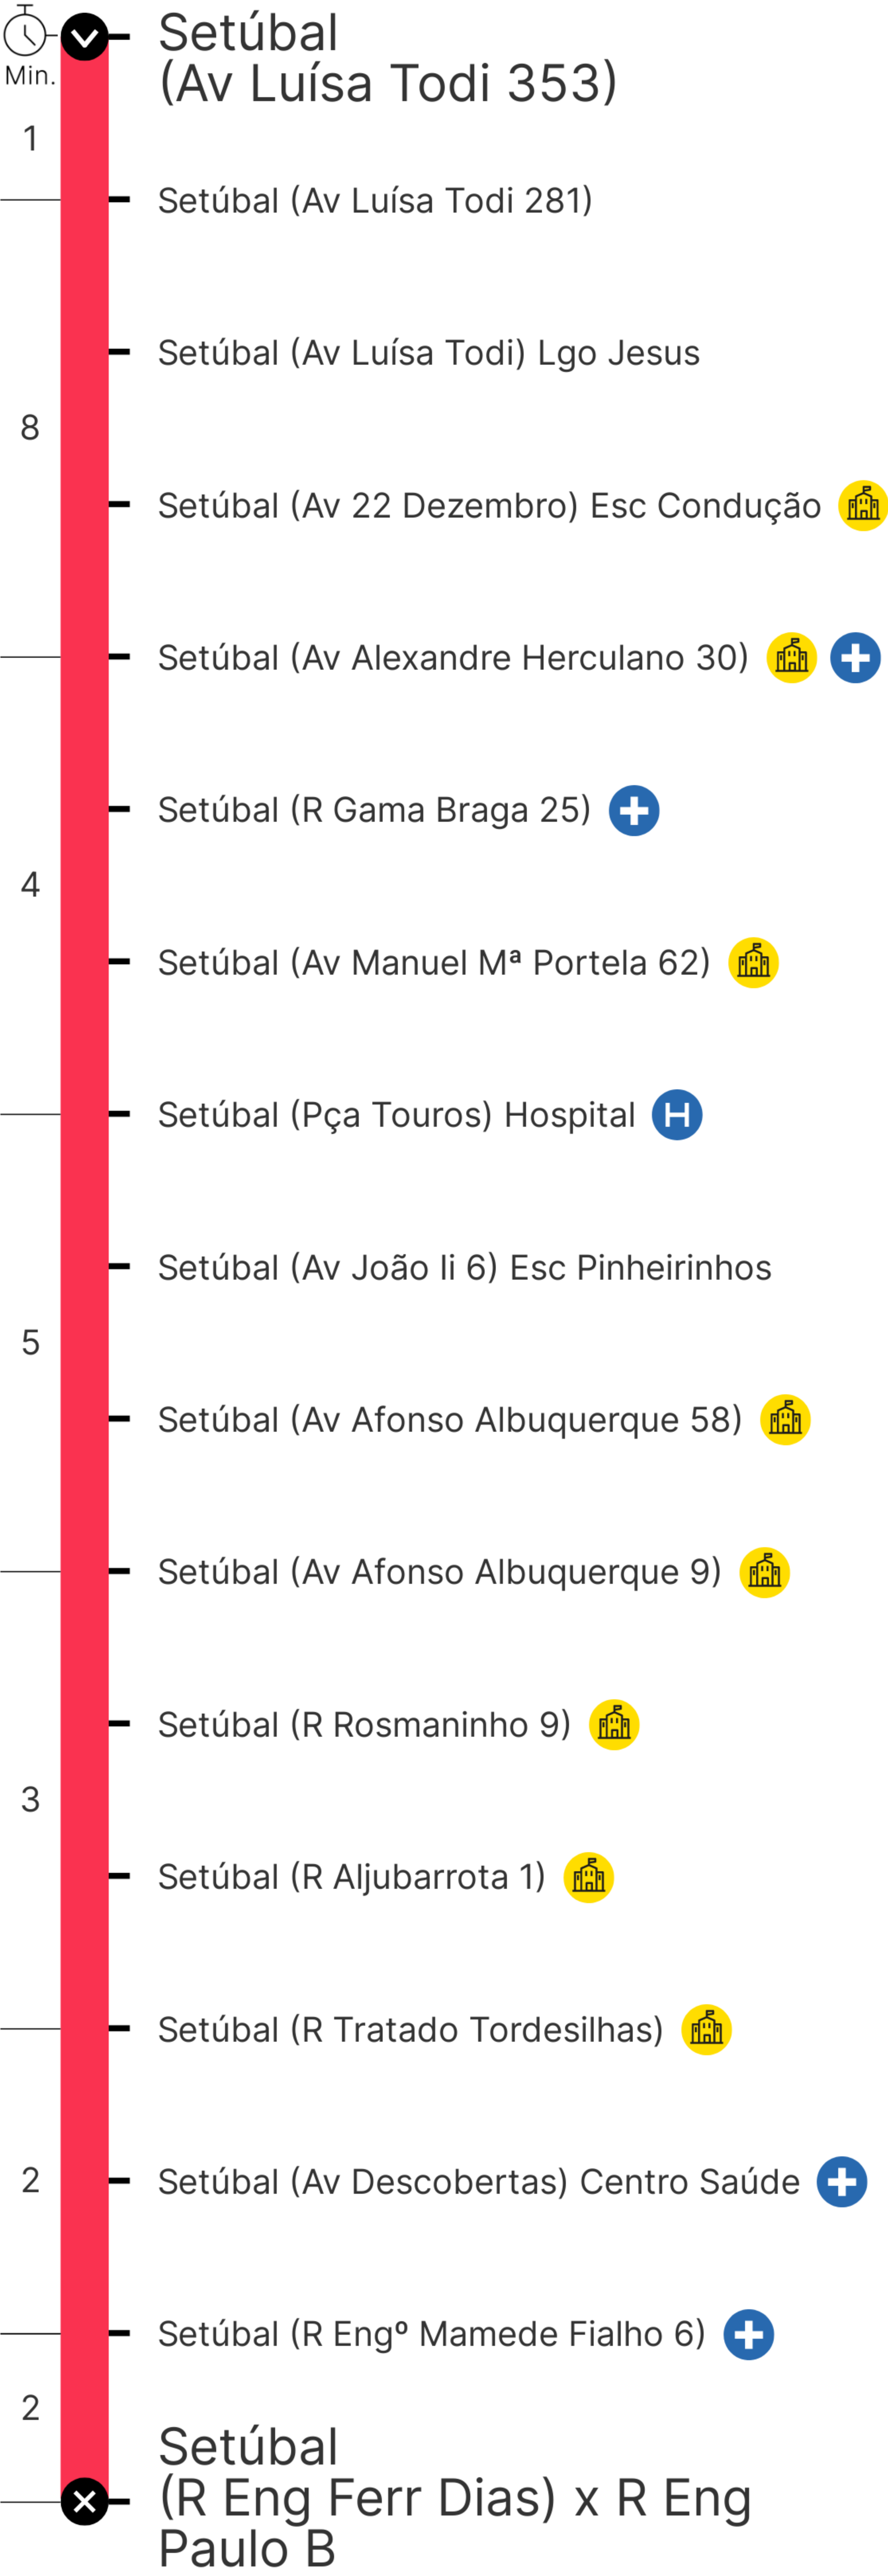 Min.
Setúbal
(Av Luísa Todi 353)
1
Setúbal (Av Luísa Todi 281)
Setúbal (Av Luísa Todi) Lgo Jesus
8
Setúbal (Av 22 Dezembro) Esc Condução
Setúbal (Av Alexandre Herculano 30)
Setúbal (R Gama Braga 25)
4
Setúbal (Av Manuel Mª Portela 62)
Setúbal (Pça Touros) Hospital H
Setúbal (Av João Ii 6) Esc Pinheirinhos
5
Setúbal (Av Afonso Albuquerque 58)
Setúbal (Av Afonso Albuquerque 9)
Setúbal (R Rosmaninho 9)
3
Setúbal (R Aljubarrota 1)
Setúbal (R Tratado Tordesilhas)
2
Setúbal (Av Descobertas) Centro Saúde
Setúbal (R Engº Mamede Fialho 6)
2
Setúbal
(R Eng Ferr Dias) x R Eng
Paulo B